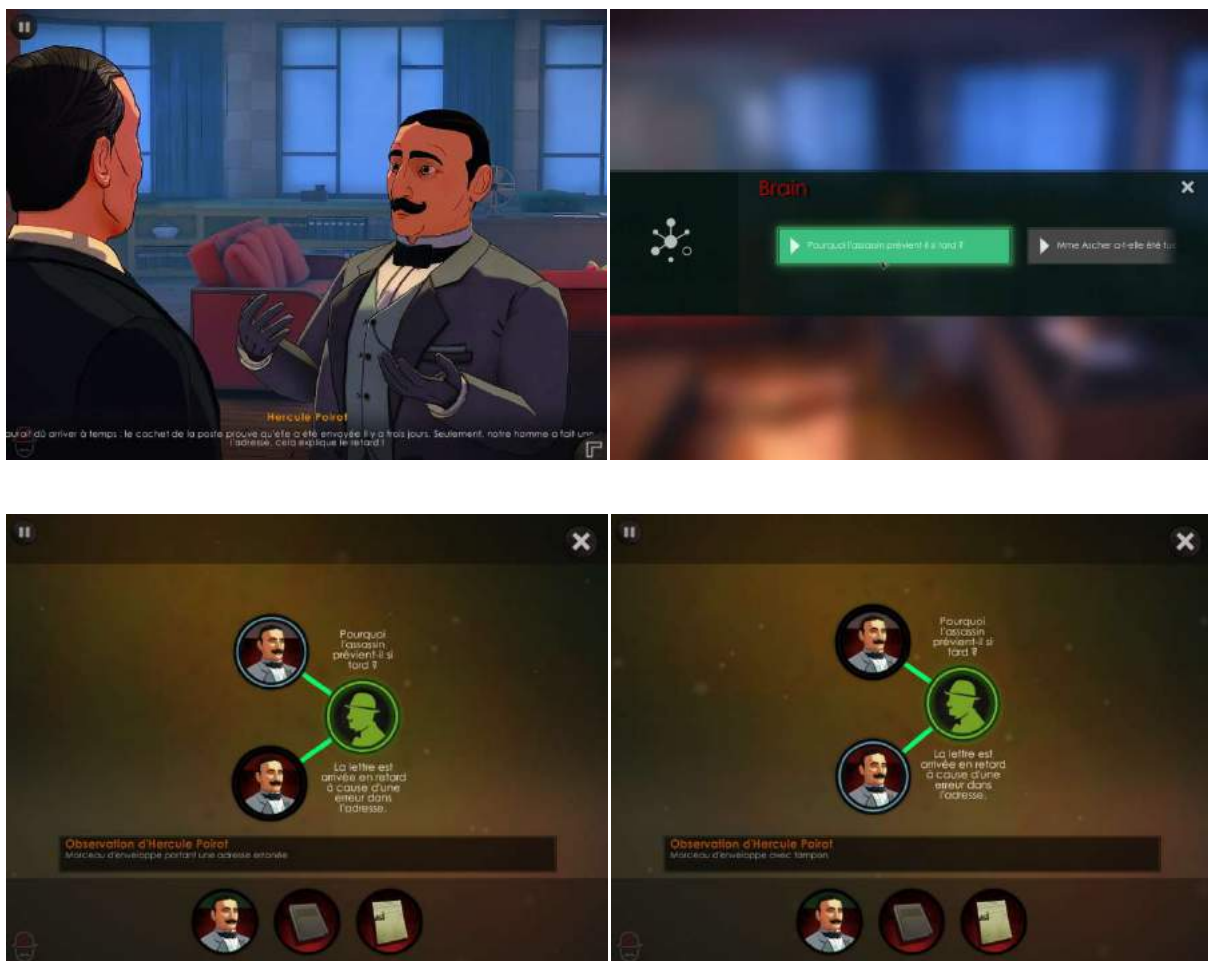 Hercule Poirot
dû arriver à temps : le cachet de la poste prouve qu'elle a été envoyée il y a trois jours. Seulement, notre homme a fait
l'adresse, cela explique le retard !
Brain
Pourquoi l'assassin prévient il si tard ?
Mme Ascher a-t-elle été
Pourquoi
l'assassin
prévient-il si
tard ?
La lettre est
arrivée en retard
à cause d'une
erreur dans
l'adresse.
Observation d'Hercule Poirot
Morceau d'enveloppe portant une adresse erronée
Pourquoi
l'assassin
prévient-il si
tard ?
La lettre est
arrivée en retard
à cause d'une
erreur dans
l'adresse.
Observation d'Hercule Poirot
Morceau d'enveloppe avec tampon